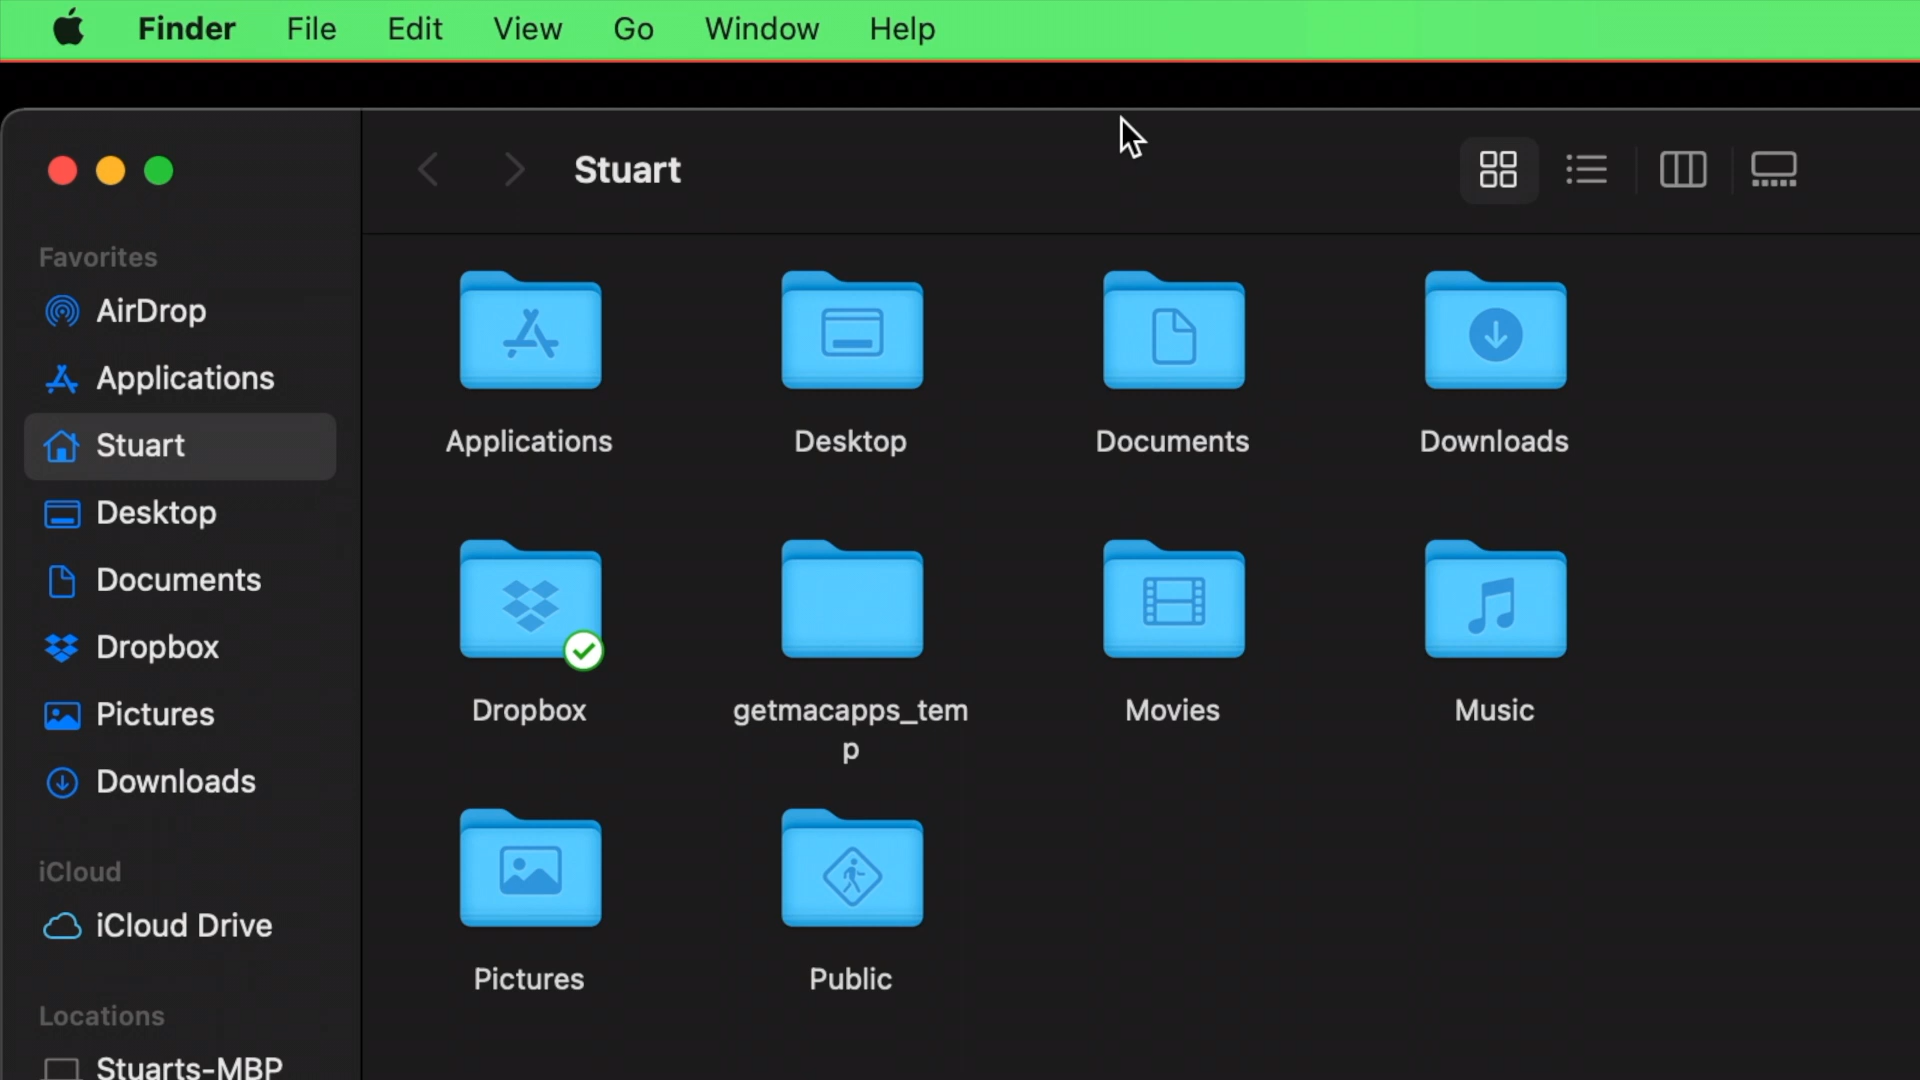 Finder File Edit View Go Window Help
Stuart
Favorites
AirDrop
Applications
Stuart
Desktop
Documents
Dropbox
Pictures
Downloads
iCloud
iCloud Drive
Locations
Stuarts-MBP
Applications Desktop Documents Downloads
Dropbox getmacapps_tem Movies Music
p
Pictures Public